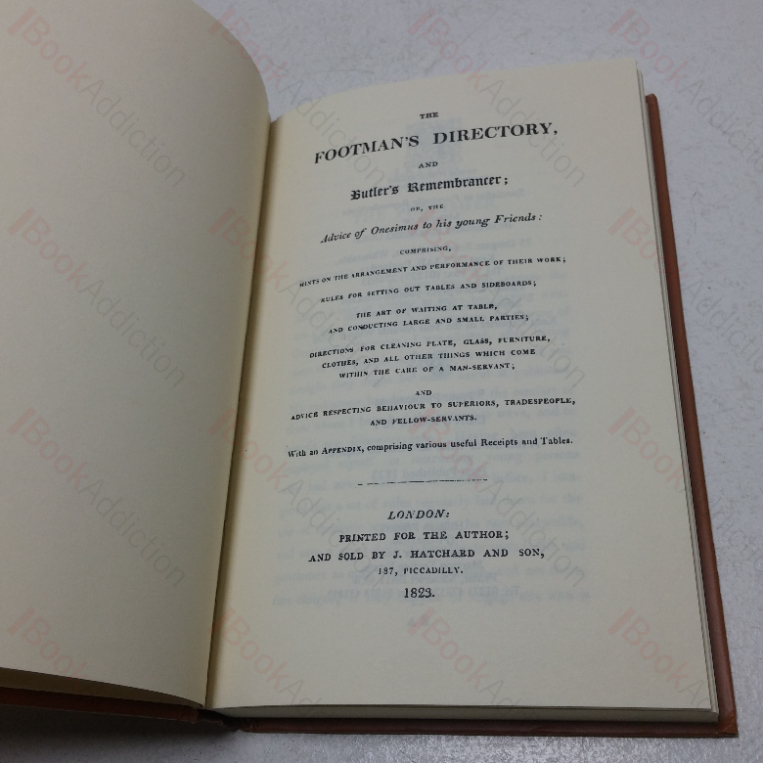 THE
FOOTMAN'S DIRECTORY,
AND
Butler's Remembrancer;
OR, THE
Advice of Onesimus to his young Friends:
COMPRISING,
HINTS ON THE ARRANGEMENT AND PERFORMANCE OF THEIR WORK;
RULES FOR SETTING OUT TABLES AND SIDEBOARDS;
THE ART OF WAITING AT TABLE,
AND CONDUCTING LARGE AND SMALL PARTIES;
DIRECTIONS FOR CLEANING PLATE, GLASS, FURNITURE,
CLOTHES, AND ALL OTHER THINGS WHICH COME
WITHIN THE CARE OF A MAN-SERVANT;
AND
ADVICE RESPECTING BEHAVIOUR TO SUPERIORS, TRADESPEOPLE,
AND FELLOW-SERVANTS.
With an APPENDIX, comprising various useful Receipts and Tables.
LONDON:
PRINTED FOR THE AUTHOR;
AND SOLD BY J. HATCHARD AND SON,
187, PICCADILLY.
1823.
BookAddiction